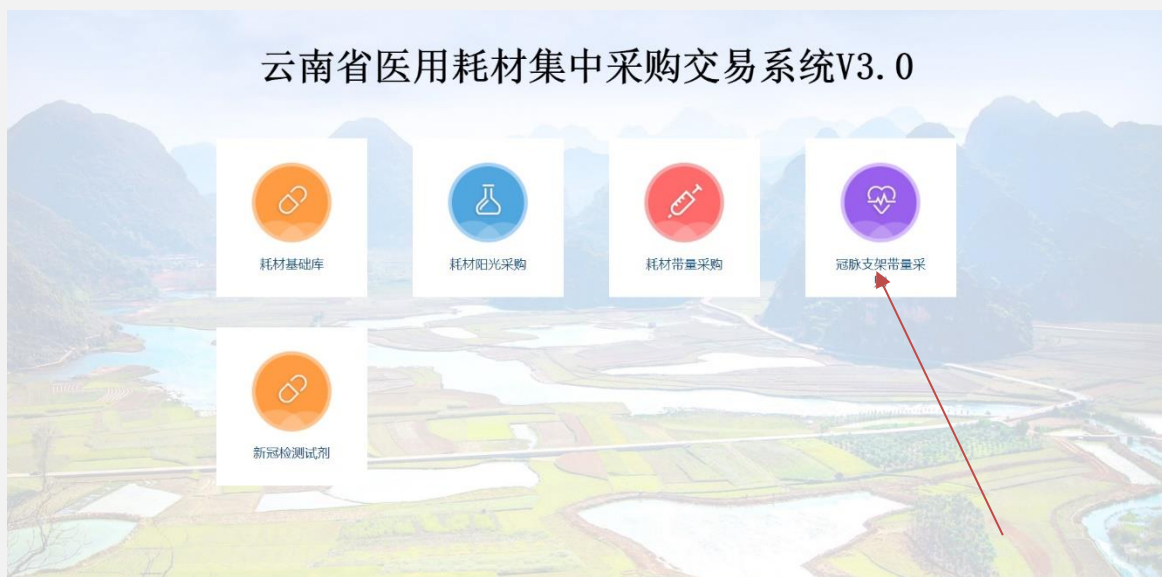 云南省医用耗材集中采购交易系统V3.0
耗材基础库
耗材阳光采购
耗材带量采购
冠脉支架带量采
新冠检测试剂